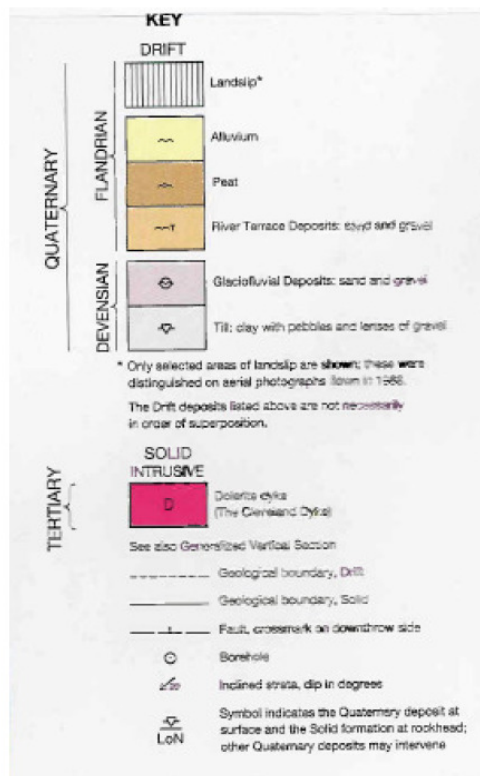 KEY
DRIFT
Landslip*
Alluvium
Peat
River Terrace Deposits: sand and gravel
Glaciofluvial Deposits: sand and gravel
Till: clay with pebbles and lenses of gravel
QUATERNARY
FLANDRIAN
DEVENSIAN
* Only selected areas of landslip are shown; these were
distinguished on aerial photographs flown in
The Drift deposits listed above are not necessarily
in order of superposition.
SOLID
INTRUSIVE
TERTIARY
D
Dolerite dyke
(The Cleveland Dyke)
See also Generalized Vertical Section
Geological boundary, Drift
Geological boundary, Solid
Fault, crossmark on downthrow side
Borehole
Inclined strata, dip in degrees
Symbol indicates the Quaternary deposit at
surface and the Solid formation at rockhead;
other Quaternary deposits may intervene
LoN